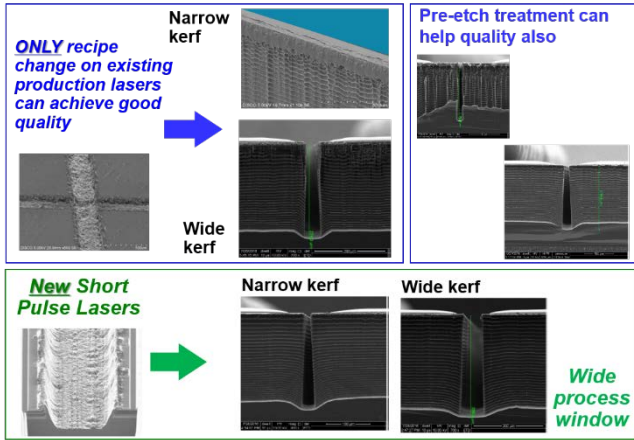 Narrow
kerf
ONLY recipe
change on existing
production lasers
can achieve good
quality
Wide
kerf
Pre-etch treatment can
help quality also
New Short
Pulse Lasers
Narrow kerf
Wide kerf
Wide
process
window